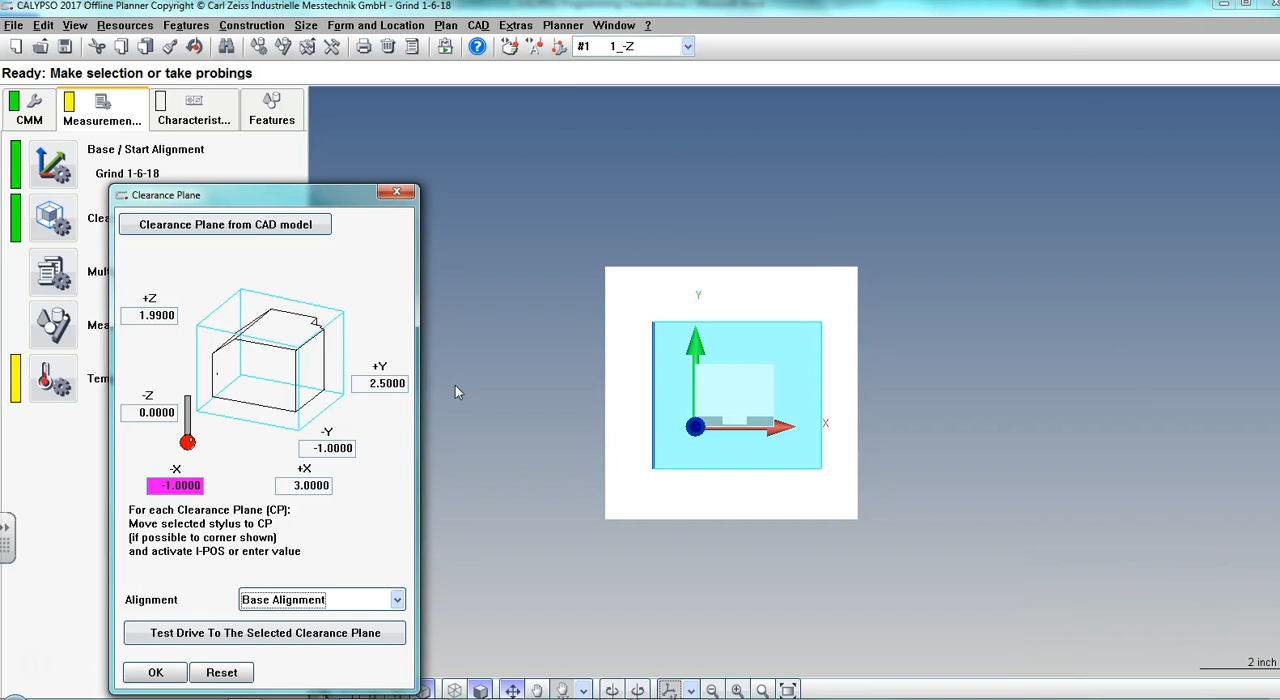 CALYPSO 2017 Offline Planner Copyright © Carl Zeiss Industrielle Messtechnik GmbH - Grind 1-6-18
File Edit View Resources Features Construction Size Form and Location Plan CAD Extras Planner Window ?
#1 1_-Z
Ready: Make selection or take probings
CMM Measuremen... Characterist... Features
Base / Start Alignment
Grind 1-6-18
Clearance Plane
Clea
Clearance Plane from CAD model
Mult
+Z
1.9900
Mea
+Y
2.5000
Tem
-Z
0.0000
-Y
-1.0000
-X
-1.0000
+X
3.0000
For each Clearance Plane (CP):
Move selected stylus to CP
(if possible to corner shown)
and activate I-POS or enter value
Alignment Base Alignment
Test Drive To The Selected Clearance Plane
OK Reset
Y
X
2 inch